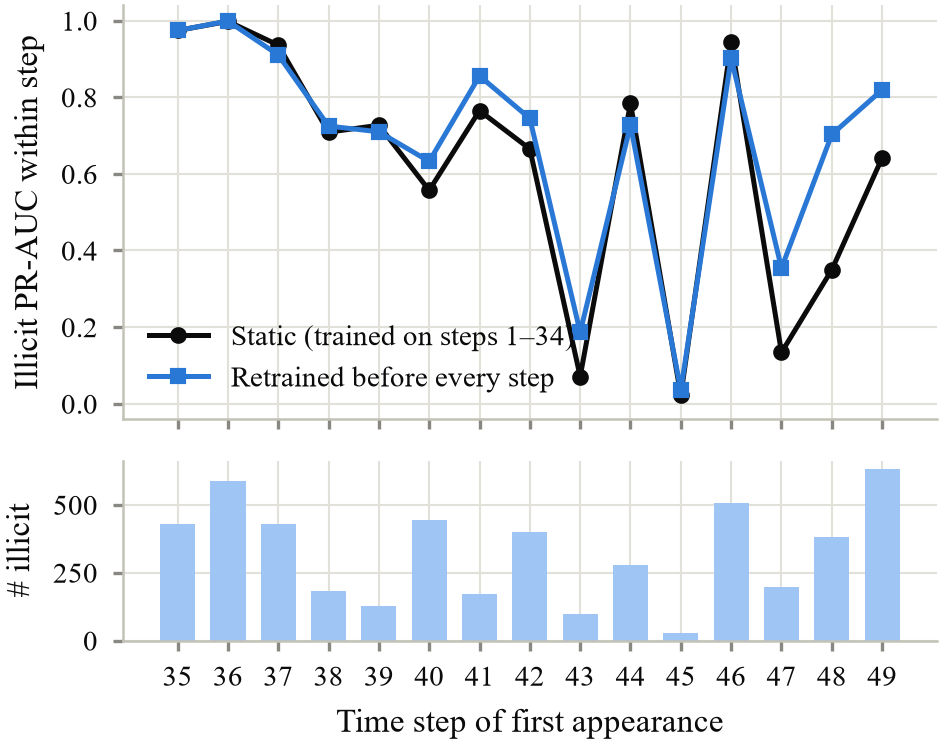 Illicit PR-AUC within step
1.0
0.8
0.6
0.4
0.2
0.0
Static (trained on steps 1–34)
Retrained before every step
# illicit
500
250
0
35 36 37 38 39 40 41 42 43 44 45 46 47 48 49
Time step of first appearance